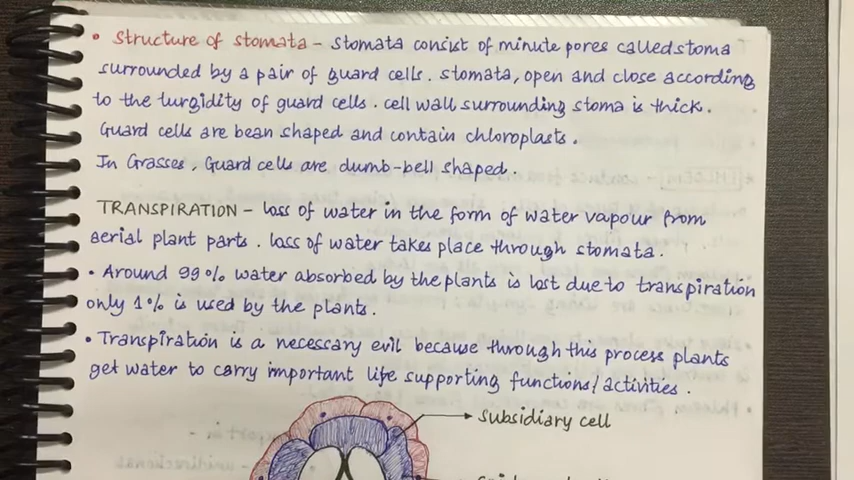 • Structure of Stomata – Stomata consist of minute pores called stoma
surrounded by a pair of guard cells. Stomata, open and close according
to the turgidity of guard cells. cell wall surrounding stoma is thick.
Guard cells are bean shaped and contain chloroplasts.
In Grasses, Guard cells are dumb-bell shaped.
TRANSPIRATION – loss of water in the form of water vapour from
aerial plant parts. loss of water takes place through stomata.
• Around 99% water absorbed by the plants is lost due to transpiration
only 1% is used by the plants.
• Transpiration is a necessary evil because through this process plants
get water to carry important life supporting functions/activities.
Subsidiary cell